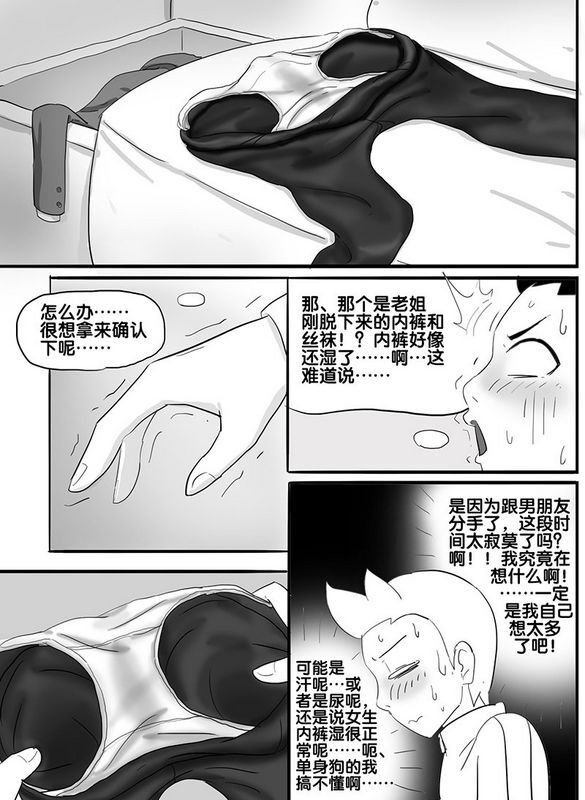 怎么办……
很想拿来确认
下呢……
那、那个是老姐
刚脱下来的内裤和
丝袜！？内裤好像
还湿了……啊…这
难道说……
是因为跟男朋友
分手了，这段时
间太寂寞了吗？
啊！！我究竟在
想什么啊！
……一定
是我自己
想太多
了吧！
可能是
汗呢…或
者是尿呢，
还是说女生
内裤湿很正
常呢……呃、
单身狗的我
搞不懂啊……